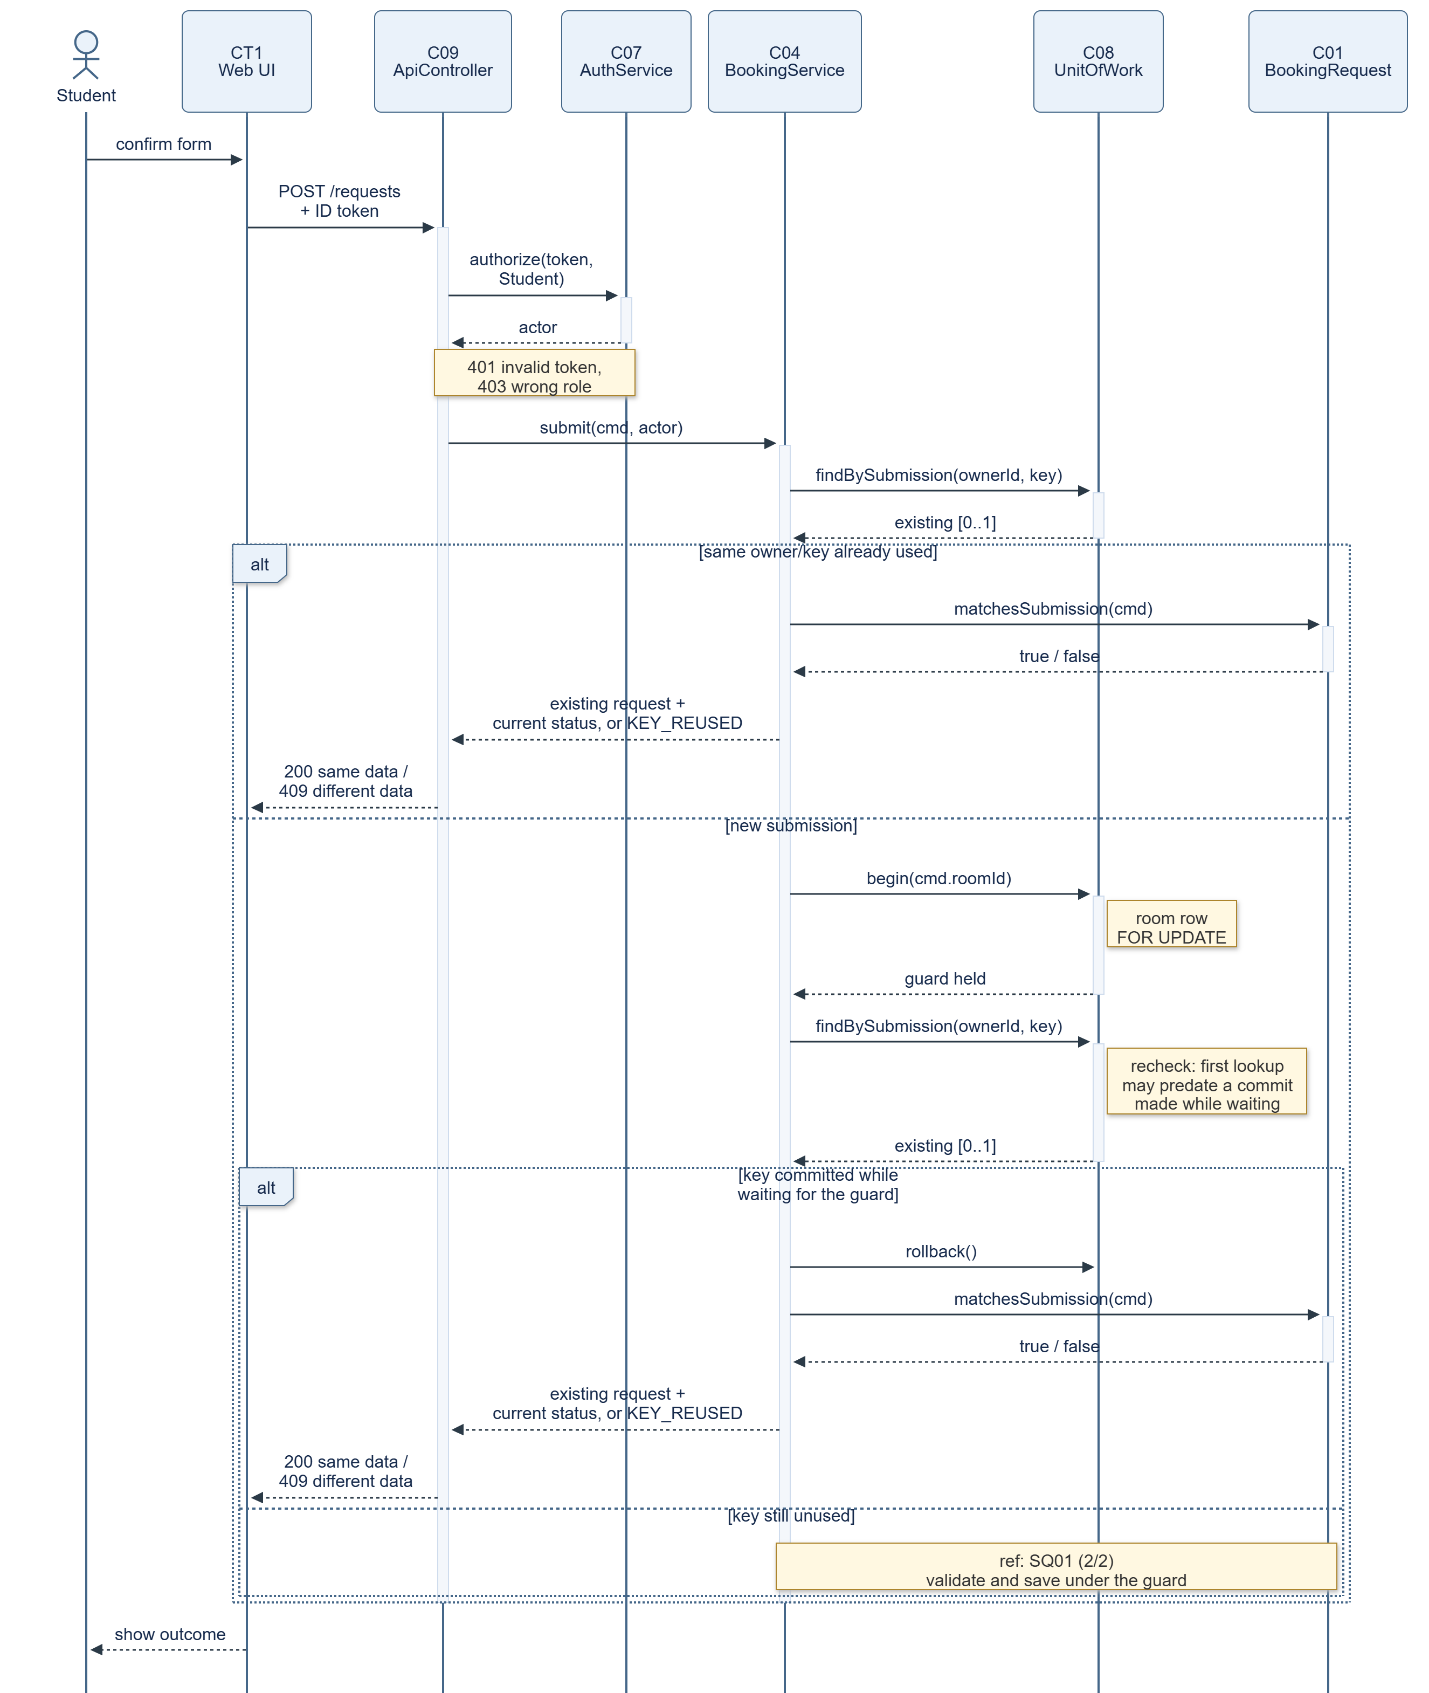 Student
CT1
Web UI
C09
ApiController
C07
AuthService
C04
BookingService
C08
UnitOfWork
C01
BookingRequest
confirm form
POST /requests
+ ID token
authorize(token,
Student)
actor
401 invalid token,
403 wrong role
submit(cmd, actor)
findBySubmission(ownerId, key)
existing [0..1]
alt
[same owner/key already used]
matchesSubmission(cmd)
true / false
existing request +
current status, or KEY_REUSED
200 same data /
409 different data
[new submission]
begin(cmd.roomId)
room row
FOR UPDATE
guard held
findBySubmission(ownerId, key)
recheck: first lookup
may predate a commit
made while waiting
existing [0..1]
alt
[key committed while
waiting for the guard]
rollback()
matchesSubmission(cmd)
true / false
existing request +
current status, or KEY_REUSED
200 same data /
409 different data
[key still unused]
ref: SQ01 (2/2)
validate and save under the guard
show outcome